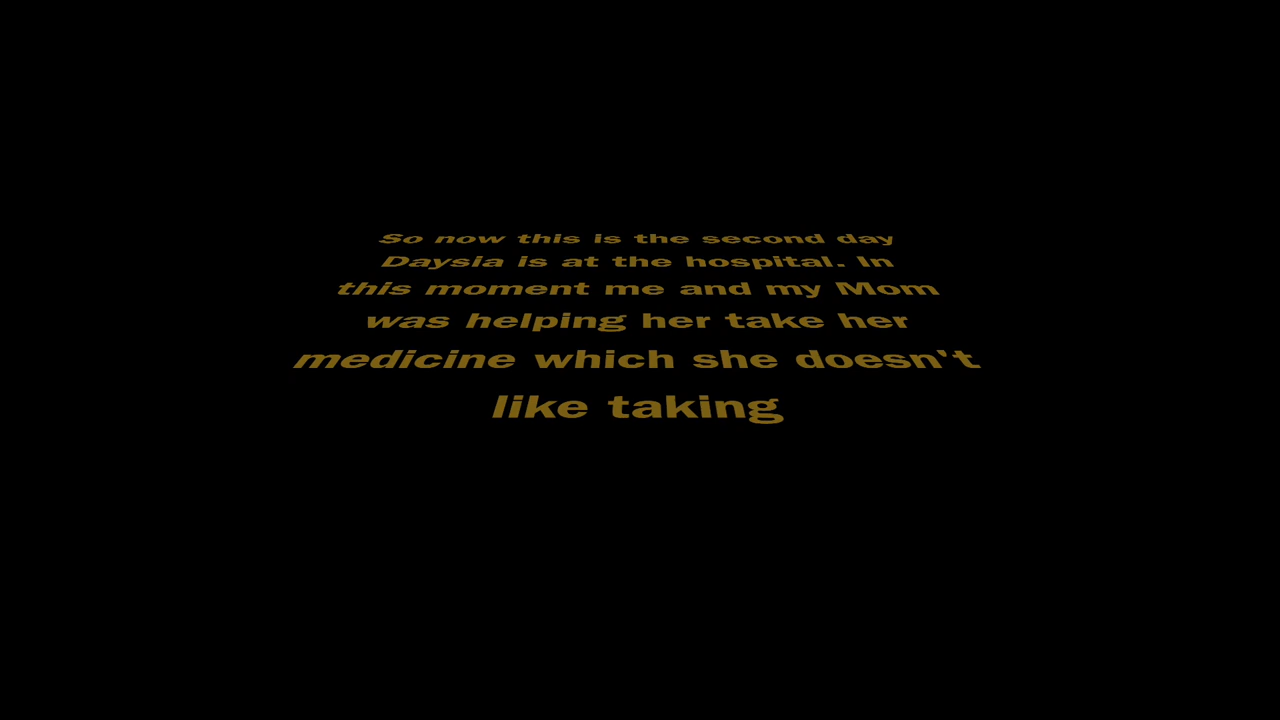 So now this is the second day
Daysia is at the hospital. In
this moment me and my Mom
was helping her take her
medicine which she doesn't
like taking